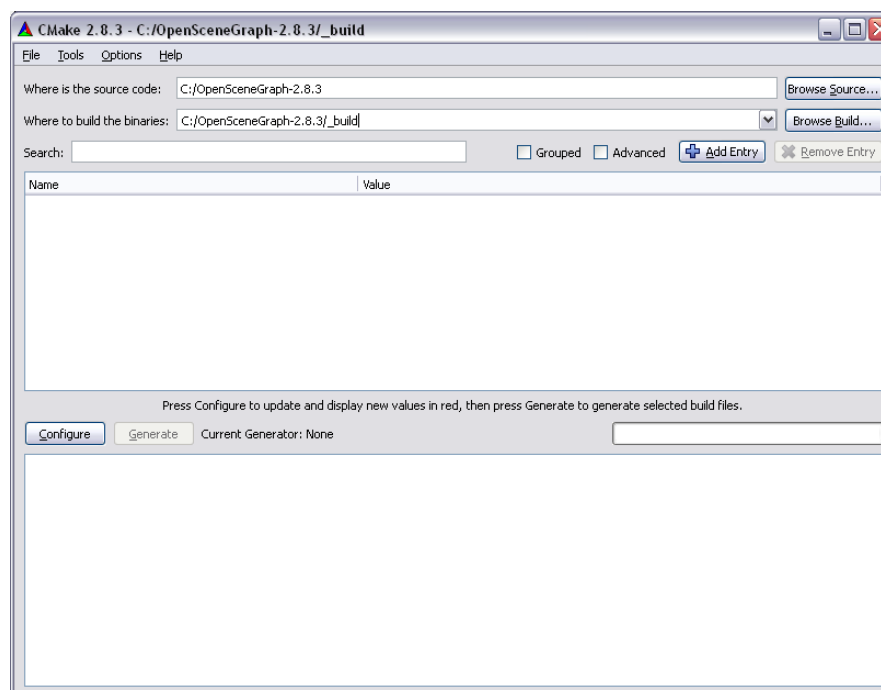 CMake 2.8.3 - C:/OpenSceneGraph-2.8.3/_build
File Tools Options Help
Where is the source code: C:/OpenSceneGraph-2.8.3 Browse Source...
Where to build the binaries: C:/OpenSceneGraph-2.8.3/_build Browse Build...
Search: Grouped Advanced Add Entry Remove Entry
Name Value
Press Configure to update and display new values in red, then press Generate to generate selected build files.
Configure Generate Current Generator: None